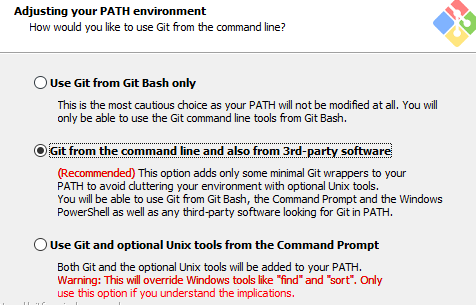 Adjusting your PATH environment
How would you like to use Git from the command line?
Use Git from Git Bash only
This is the most cautious choice as your PATH will not be modified at all. You will
only be able to use the Git command line tools from Git Bash.
Git from the command line and also from 3rd-party software
(Recommended) This option adds only some minimal Git wrappers to your
PATH to avoid cluttering your environment with optional Unix tools.
You will be able to use Git from Git Bash, the Command Prompt and the Windows
PowerShell as well as any third-party software looking for Git in PATH.
Use Git and optional Unix tools from the Command Prompt
Both Git and the optional Unix tools will be added to your PATH.
Warning: This will override Windows tools like "find" and "sort". Only
use this option if you understand the implications.